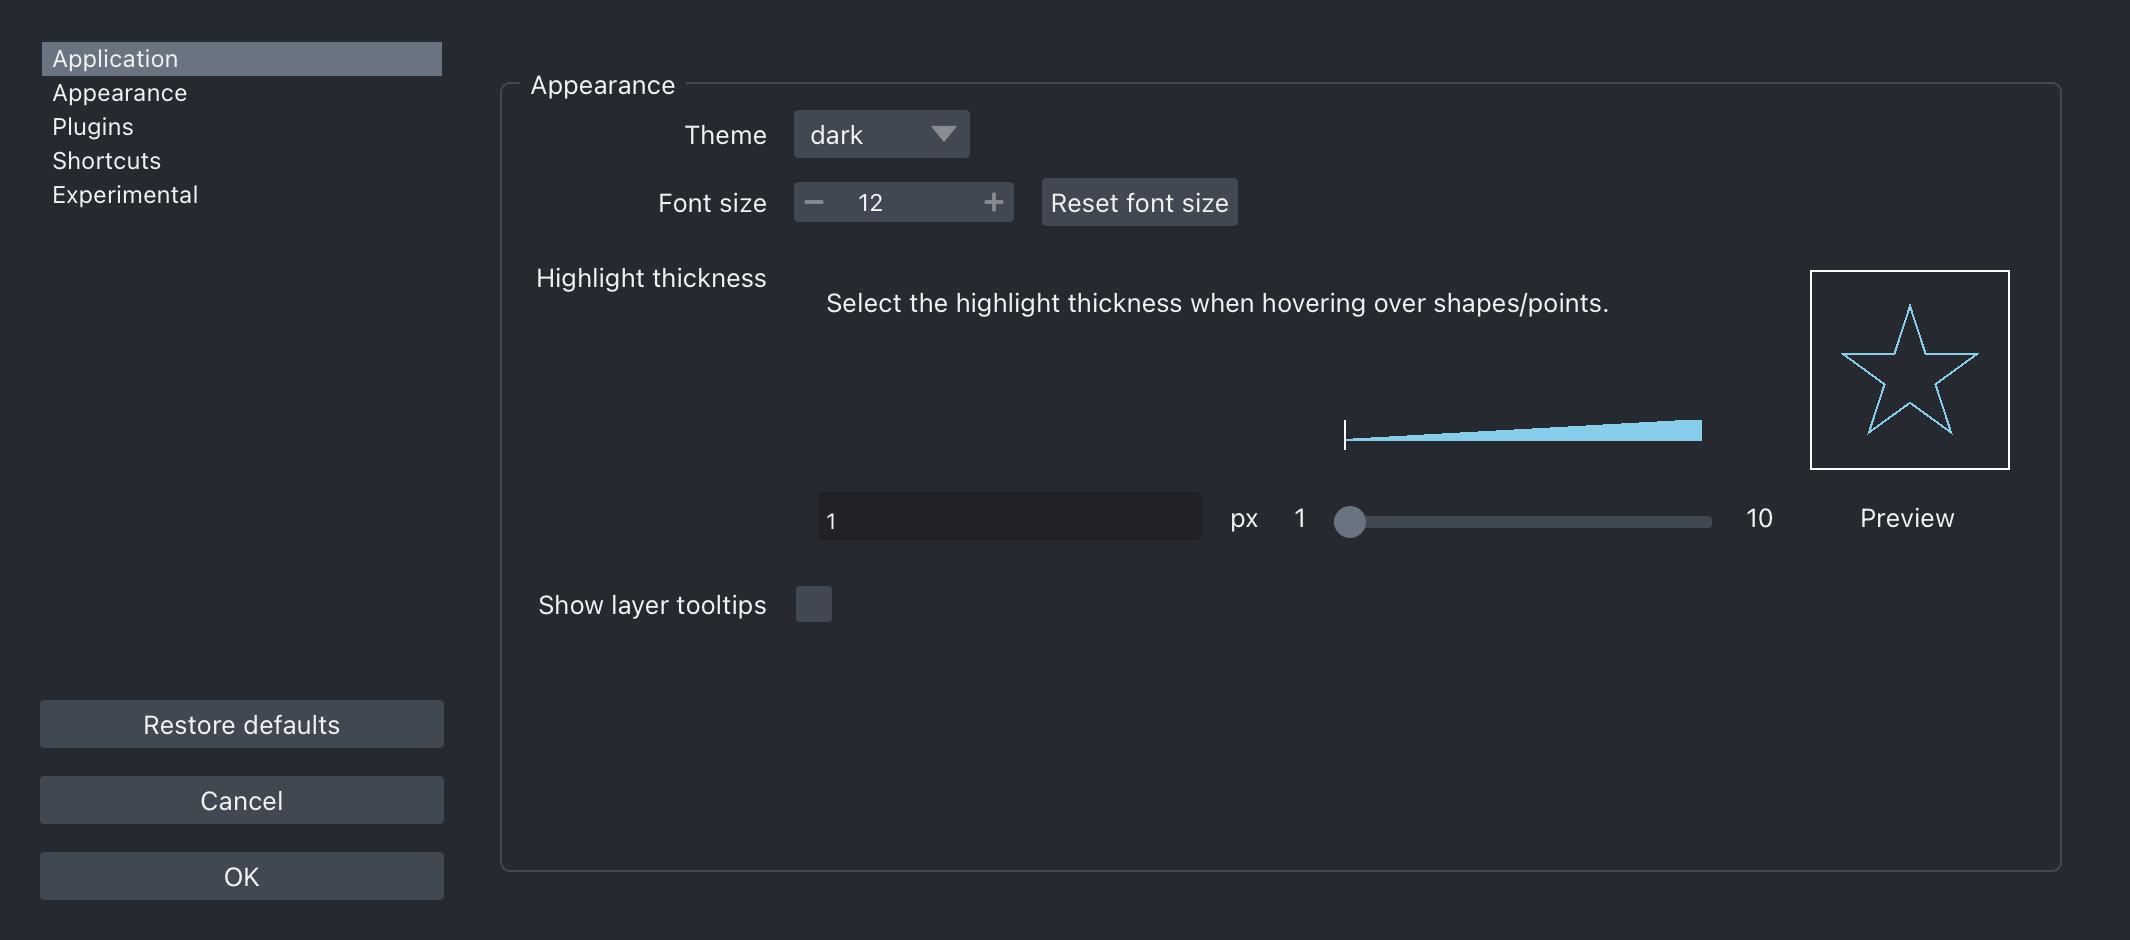 Application
Appearance
Plugins
Shortcuts
Experimental
Restore defaults
Cancel
OK
Appearance
Theme dark
Font size 12 Reset font size
Highlight thickness
Select the highlight thickness when hovering over shapes/points.
1 px 1 10 Preview
Show layer tooltips